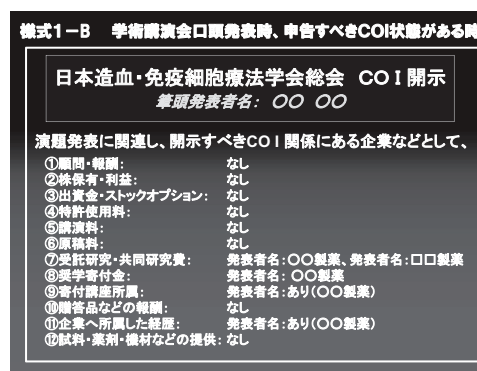 様式1-B　学術講演会口頭発表時、申告すべきCOI状態がある時
日本造血・免疫細胞療法学会総会　COI開示
筆頭発表者名： 〇〇 〇〇
演題発表に関連し、開示すべきCOI関係にある企業などとして、
①顧問・報酬： なし
②株保有・利益： なし
③出資金・ストックオプション： なし
④特許使用料： なし
⑤講演料： なし
⑥原稿料： なし
⑦受託研究・共同研究費： 発表者名：〇〇製薬、発表者名：□□製薬
⑧奨学寄付金： 発表者名： 〇〇製薬
⑨寄付講座所属： 発表者名：あり（〇〇製薬）
⑩贈答品などの報酬： なし
⑪企業へ所属した経歴： 発表者名：あり（〇〇製薬）
⑫試料・薬剤・機材などの提供： なし